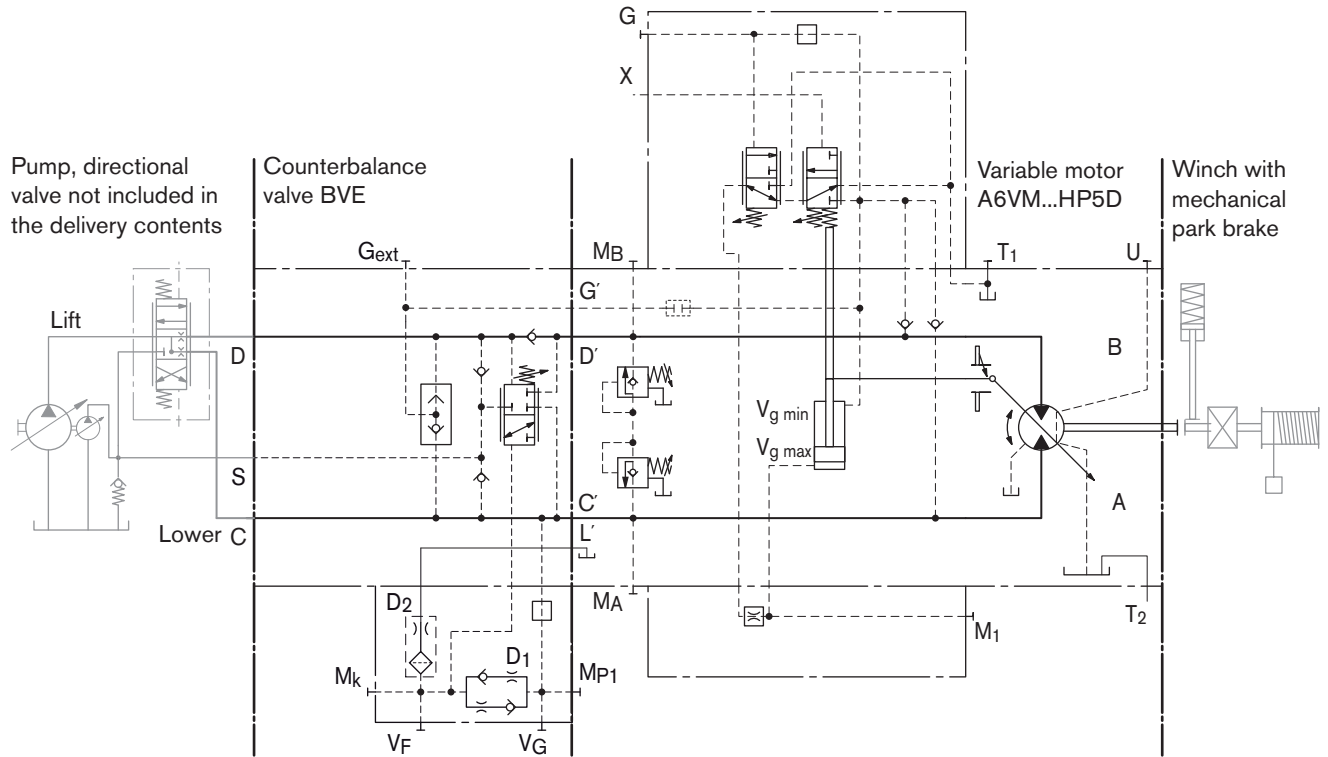 G
X
Pump, directional
valve not included in
the delivery contents
Counterbalance
valve BVE
Variable motor
A6VM...HP5D
Winch with
mechanical
park brake
Gext
MB
T1
U
G′
Lift
D
D′
B
Vg min
Vg max
S
C′
A
Lower C
L′
D2
MA
T2
M1
D1
Mk
MP1
VF
VG